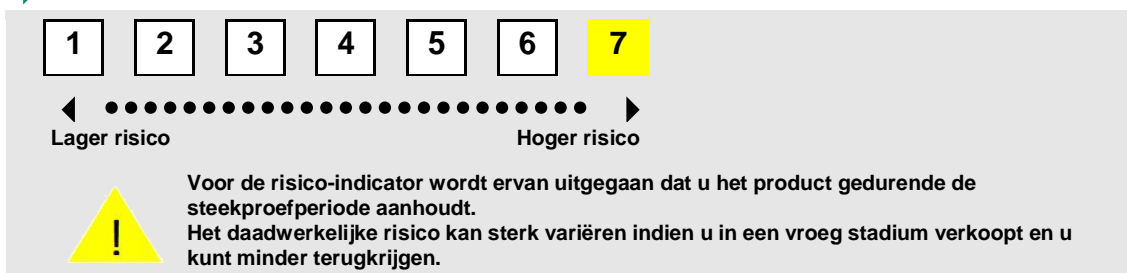 1 2 3 4 5 6 7
Lager risico Hoger risico
Voor de risico-indicator wordt ervan uitgegaan dat u het product gedurende de
steekproefperiode aanhoudt.
!
Het daadwerkelijke risico kan sterk variëren indien u in een vroeg stadium verkoopt en u
kunt minder terugkrijgen.